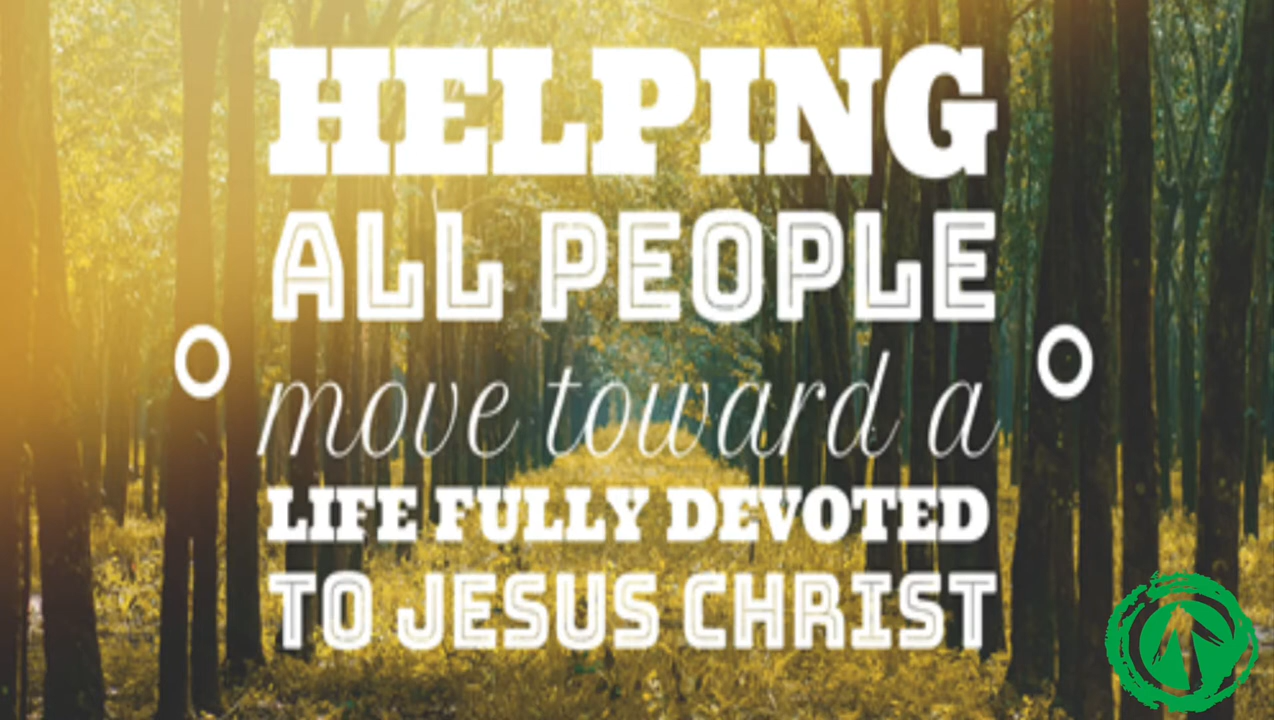 HELPING
ALL PEOPLE
move toward a
LIFE FULLY DEVOTED
TO JESUS CHRIST